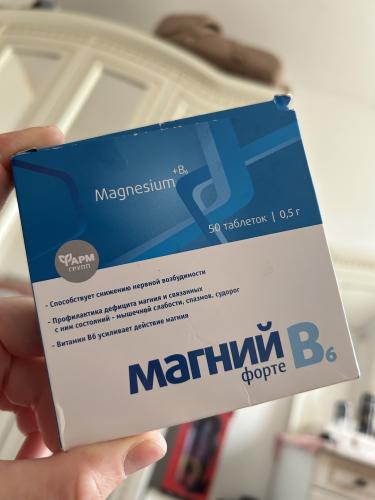 Magnesium +B6
50 таблеток | 0,5 г
ФАРМ
ГРУПП
- Способствует снижению нервной возбудимости
- Профилактика дефицита магния и связанных
с ним состояний - мышечной слабости, спазмов, судорог
- Витамин В6 усиливает действие магния
магний B6
форте